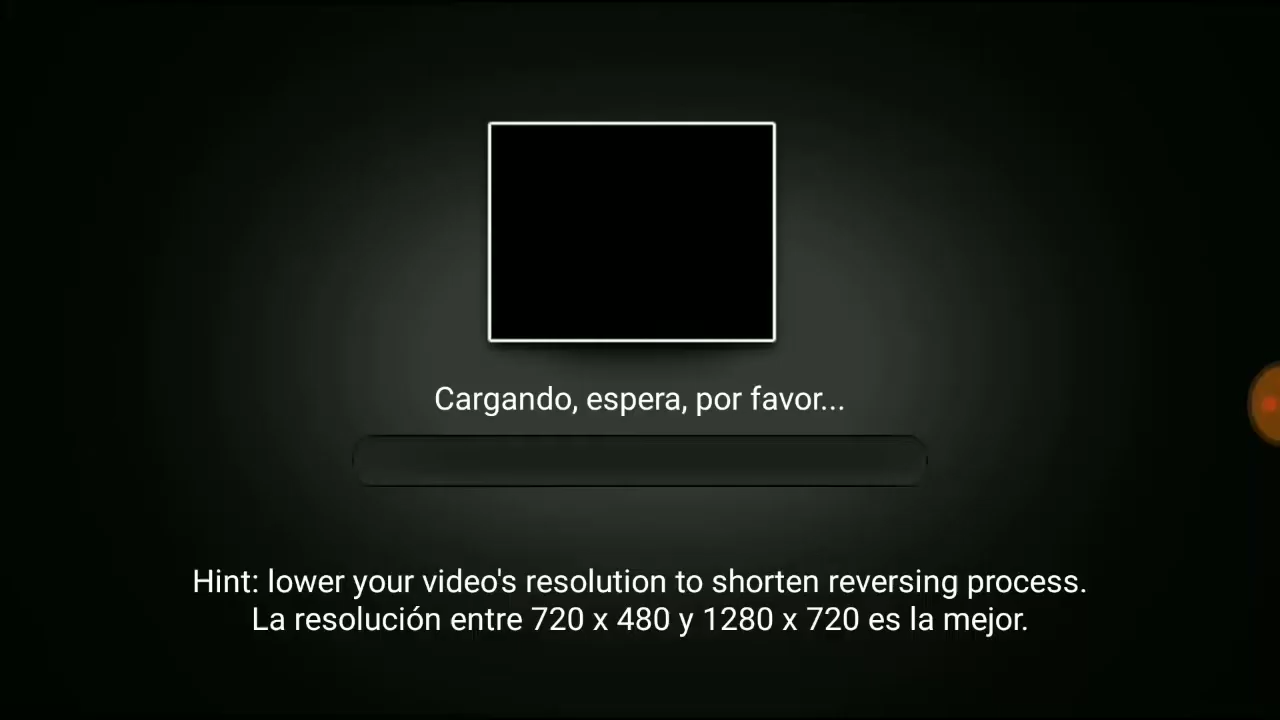 Cargando, espera, por favor...
Hint: lower your video's resolution to shorten reversing process.
La resolución entre 720 x 480 y 1280 x 720 es la mejor.